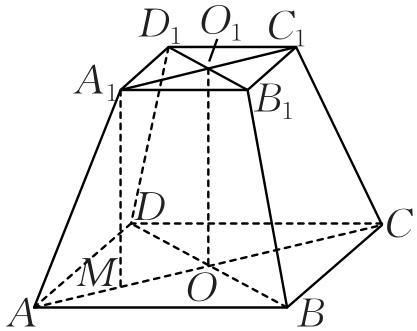 D₁ O₁ C₁
A₁ B₁
D
M O C
A B